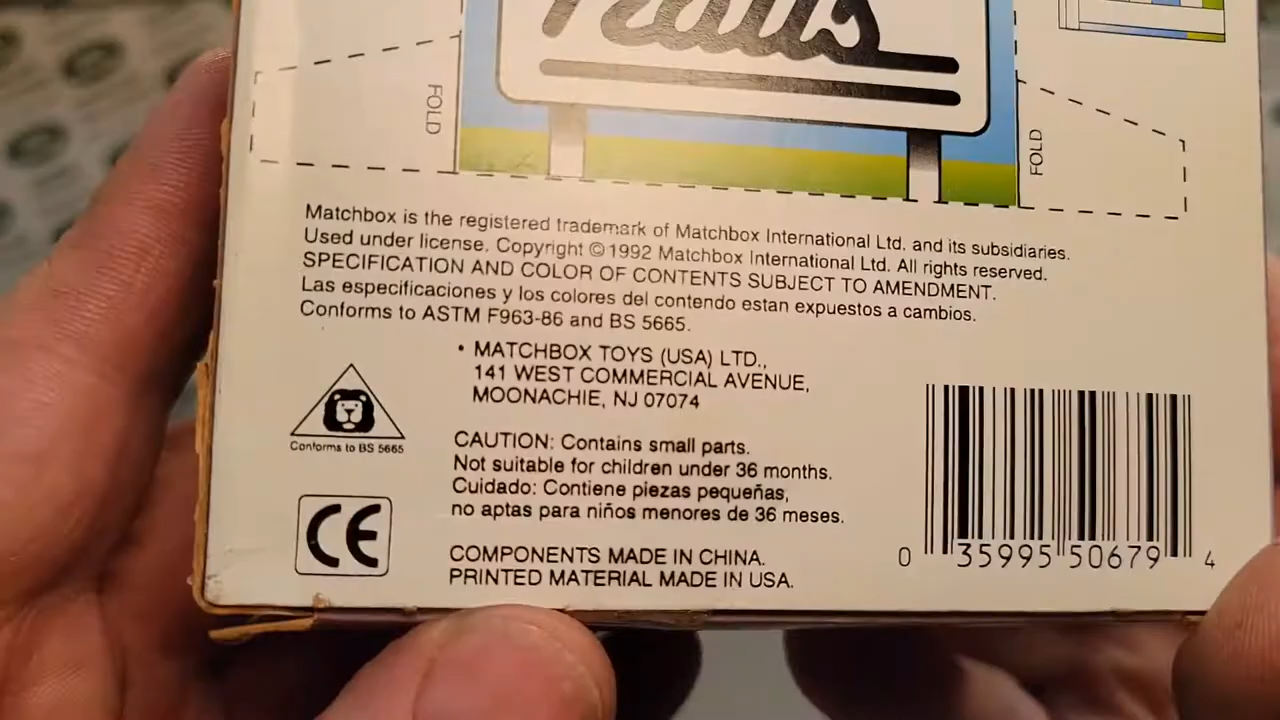 FOLD
FOLD
Matchbox is the registered trademark of Matchbox International Ltd. and its subsidiaries.
Used under license. Copyright © 1992 Matchbox International Ltd. All rights reserved.
SPECIFICATION AND COLOR OF CONTENTS SUBJECT TO AMENDMENT.
Las especificaciones y los colores del contendo estan expuestos a cambios.
Conforms to ASTM F963-86 and BS 5665.
• MATCHBOX TOYS (USA) LTD.,
141 WEST COMMERCIAL AVENUE,
MOONACHIE, NJ 07074
Conforms to BS 5665
CAUTION: Contains small parts.
Not suitable for children under 36 months.
Cuidado: Contiene piezas pequeñas,
no aptas para niños menores de 36 meses.
CE
COMPONENTS MADE IN CHINA.
PRINTED MATERIAL MADE IN USA.
0 35995 50679 4